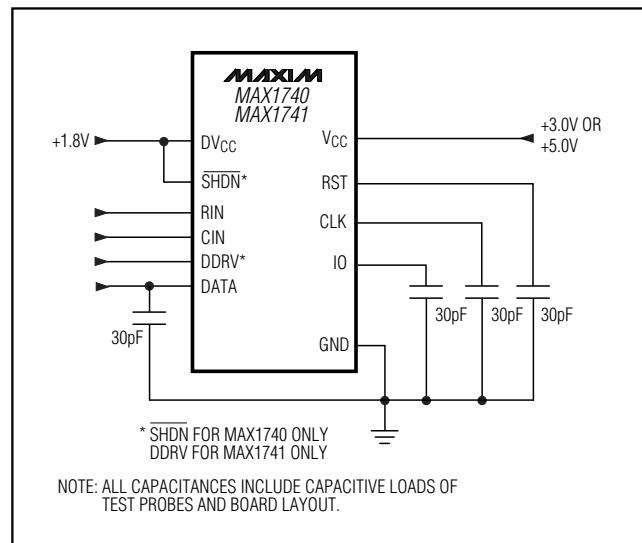 MAXIM
MAX1740
MAX1741
+1.8V
DVCC
SHDN*
RIN
CIN
DDRV*
DATA
30pF
VCC
+3.0V OR
+5.0V
RST
CLK
IO
30pF
30pF
30pF
GND
* SHDN FOR MAX1740 ONLY
DDRV FOR MAX1741 ONLY
NOTE: ALL CAPACITANCES INCLUDE CAPACITIVE LOADS OF
TEST PROBES AND BOARD LAYOUT.